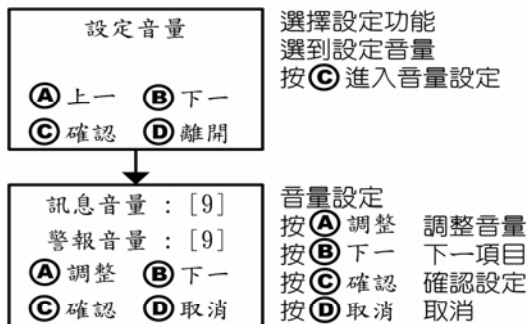 設定音量
Ⓐ上一 Ⓑ下一
Ⓒ確認 Ⓓ離開
選擇設定功能
選到設定音量
按Ⓒ進入音量設定
訊息音量 : [9]
警報音量 : [9]
Ⓐ調整 Ⓑ下一
Ⓒ確認 Ⓓ取消
音量設定
按Ⓐ調整 調整音量
按Ⓑ下一 下一項目
按Ⓒ確認 確認設定
按Ⓓ取消 取消